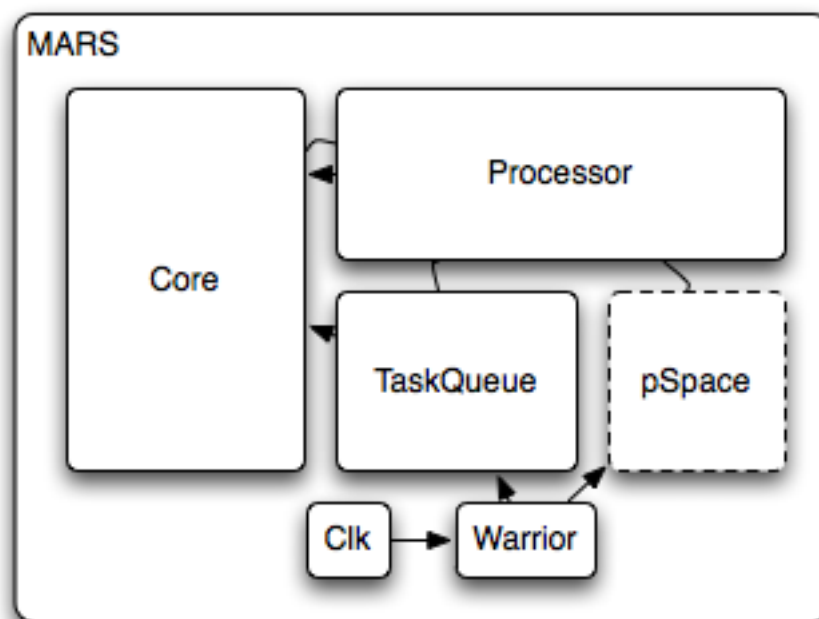 MARS
Processor
Core
TaskQueue
pSpace
Clk
Warrior